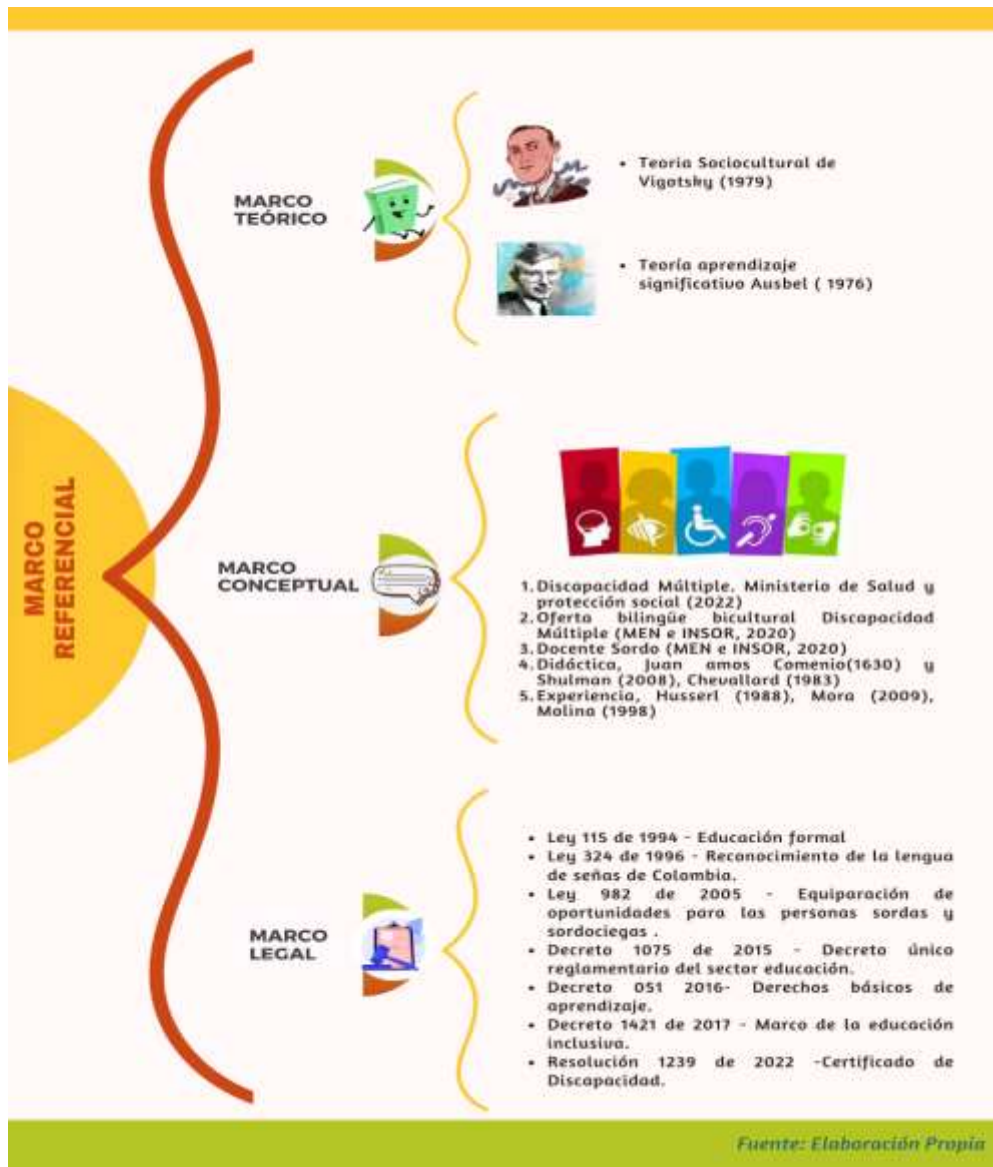 MARCO
REFERENCIAL
MARCO
TEÓRICO
• Teoria Sociocultural de
Vigotsky (1979)
• Teoría aprendizaje
significativo Ausbel ( 1976)
MARCO
CONCEPTUAL
1. Discapacidad Múltiple, Ministerio de Salud y
protección social (2022)
2. Oferta bilingüe bicultural Discapacidad
Múltiple (MEN e INSOR, 2020)
3. Docente Sordo (MEN e INSOR, 2020)
4. Didáctica, Juan amos Comenio(1630) y
Shulman (2008), Chevallard (1983)
5. Experiencia, Husserl (1988), Mora (2009),
Molina (1998)
MARCO
LEGAL
• Ley 115 de 1994 - Educación formal
• Ley 324 de 1996 - Reconocimiento de la lengua
de señas de Colombia.
• Ley 982 de 2005 - Equiparación de
oportunidades para las personas sordas y
sordociegas .
• Decreto 1075 de 2015 - Decreto único
reglamentario del sector educación.
• Decreto 051 2016- Derechos básicos de
aprendizaje.
• Decreto 1421 de 2017 - Marco de la educación
inclusiva.
• Resolución 1239 de 2022 -Certificado de
Discapacidad.
Fuente: Elaboración Propia